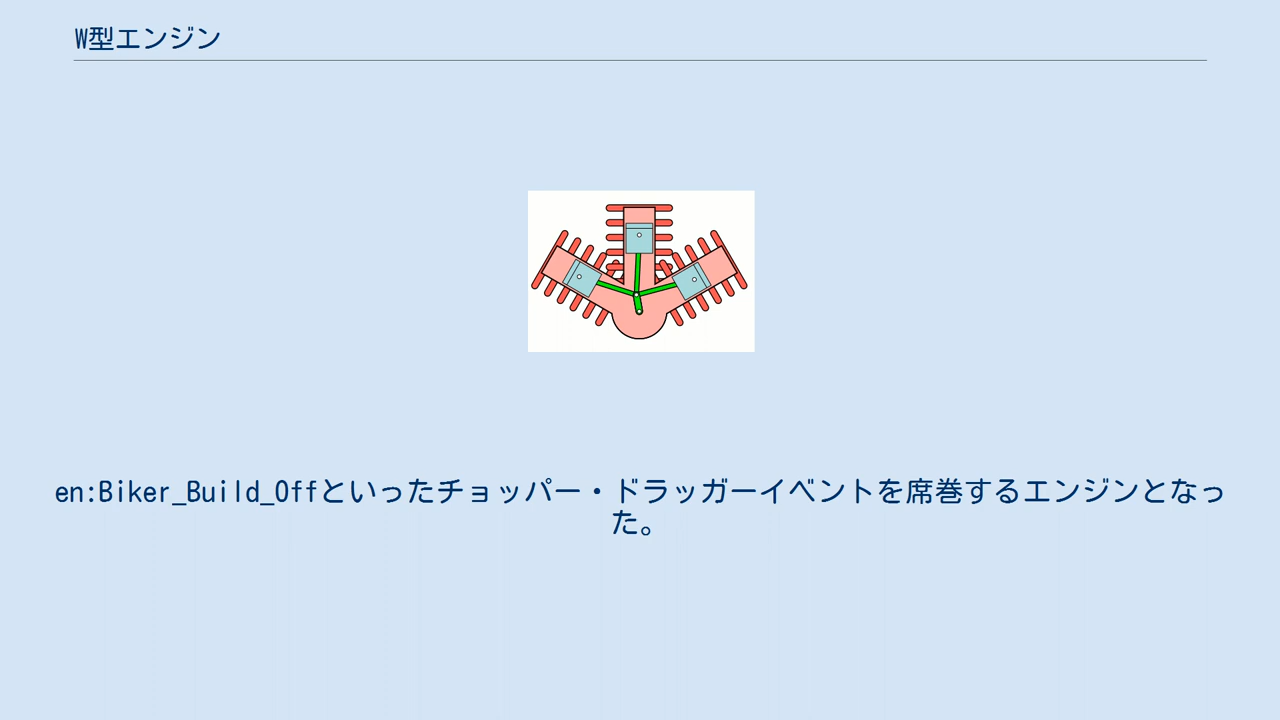 W型エンジン
en:Biker_Build_Offといったチョッパー・ドラッガーイベントを席巻するエンジンとなっ
た。